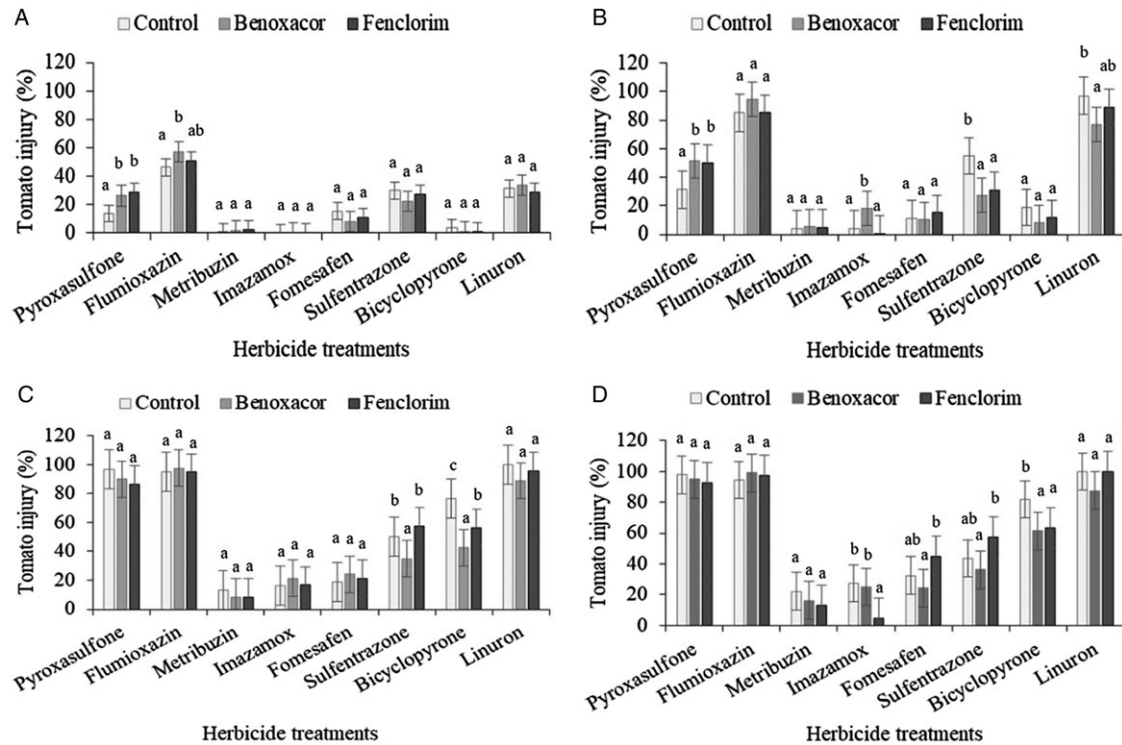 A
Control Benoxacor Fenclorim
Tomato injury (%)
120
100
80
60
40
20
0
a b b a b ab a a a a a a a a a a a a a a a a a a
Pyroxasulfone Flumioxazin Metribuzin Imazamox Fomesafen Sulfentrazone Bicyclopyrone Linuron
Herbicide treatments
B
Control Benoxacor Fenclorim
Tomato injury (%)
120
100
80
60
40
20
0
a b b a a a a a a a b a a a a b a a a a a b a ab
Pyroxasulfone Flumioxazin Metribuzin Imazamox Fomesafen Sulfentrazone Bicyclopyrone Linuron
Herbicide treatments
C
Control Benoxacor Fenclorim
Tomato injury (%)
120
100
80
60
40
20
0
a a a a a a a a a a a a a a a b a b c a b a a a
Pyroxasulfone Flumioxazin Metribuzin Imazamox Fomesafen Sulfentrazone Bicyclopyrone Linuron
Herbicide treatments
D
Control Benoxacor Fenclorim
Tomato injury (%)
120
100
80
60
40
20
0
a a a a a a a a a b b a ab a b ab a b b a a a a a
Pyroxasulfone Flumioxazin Metribuzin Imazamox Fomesafen Sulfentrazone Bicyclopyrone Linuron
Herbicide treatments